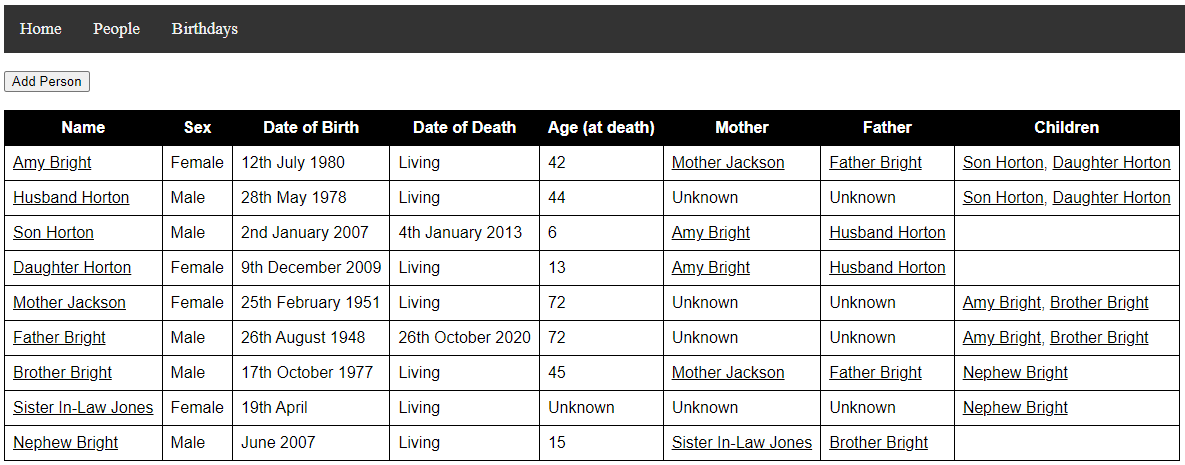 Home People Birthdays
Add Person
Name Sex Date of Birth Date of Death Age (at death) Mother Father Children
Amy Bright Female 12th July 1980 Living 42 Mother Jackson Father Bright Son Horton, Daughter Horton
Husband Horton Male 28th May 1978 Living 44 Unknown Unknown Son Horton, Daughter Horton
Son Horton Male 2nd January 2007 4th January 2013 6 Amy Bright Husband Horton
Daughter Horton Female 9th December 2009 Living 13 Amy Bright Husband Horton
Mother Jackson Female 25th February 1951 Living 72 Unknown Unknown Amy Bright, Brother Bright
Father Bright Male 26th August 1948 26th October 2020 72 Unknown Unknown Amy Bright, Brother Bright
Brother Bright Male 17th October 1977 Living 45 Mother Jackson Father Bright Nephew Bright
Sister In-Law Jones Female 19th April Living Unknown Unknown Unknown Nephew Bright
Nephew Bright Male June 2007 Living 15 Sister In-Law Jones Brother Bright